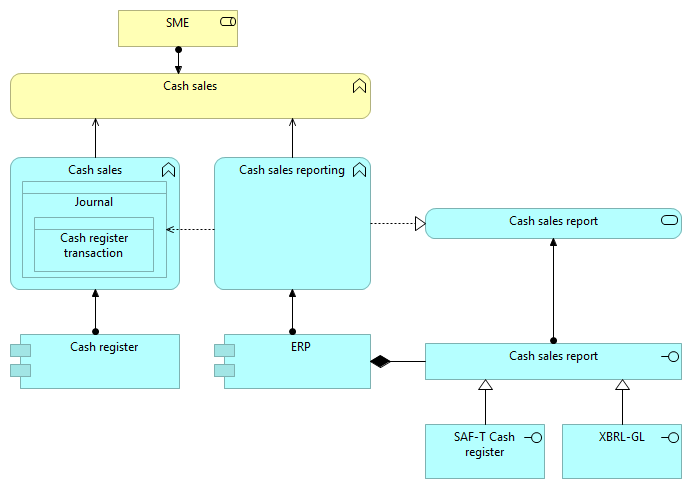 SME
Cash sales
Cash sales
Journal
Cash register
transaction
Cash sales reporting
Cash sales report
Cash register
ERP
Cash sales report
SAF-T Cash
register
XBRL-GL